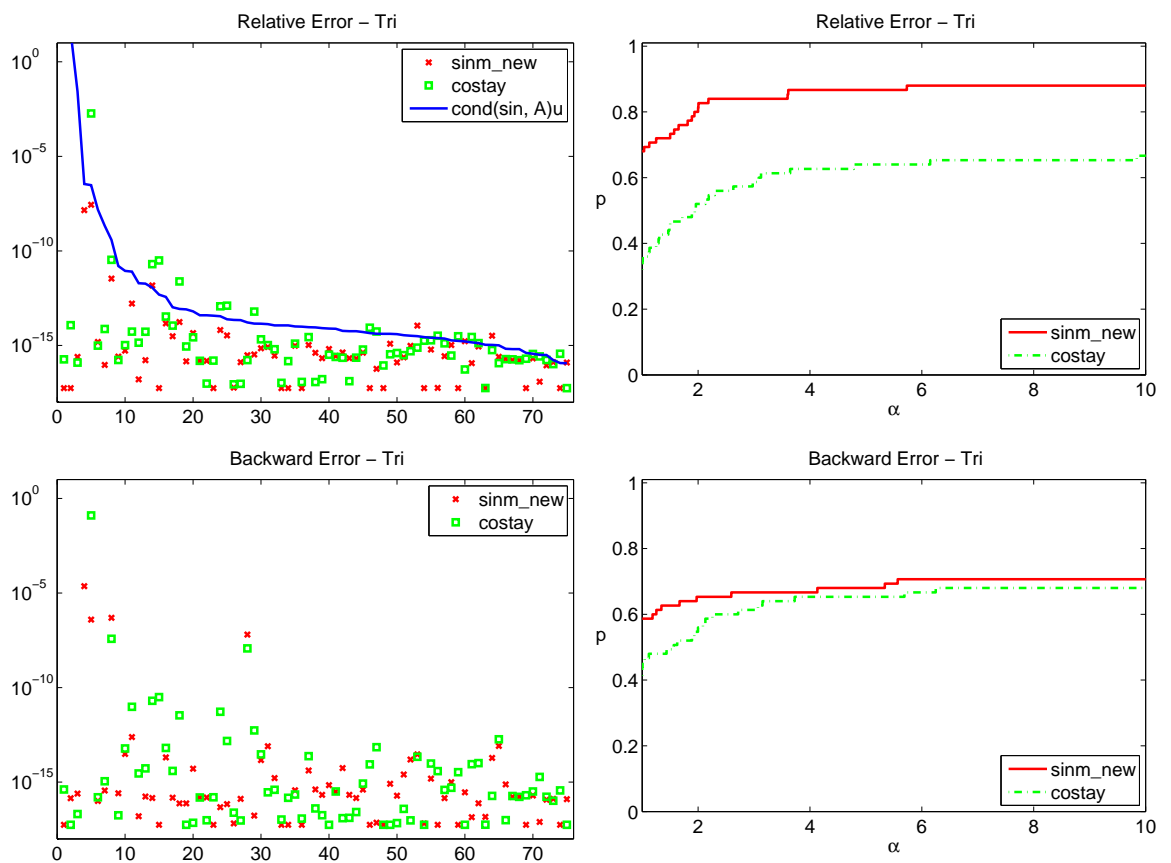 Relative Error − Tri
10^0
10^−5
10^−10
10^−15
0 10 20 30 40 50 60 70
sinm_new
costay
cond(sin, A)u
Relative Error − Tri
1
0.8
0.6
p
0.4
0.2
0
2 4 6 8 10
α
sinm_new
costay
Backward Error − Tri
10^0
10^−5
10^−10
10^−15
0 10 20 30 40 50 60 70
sinm_new
costay
Backward Error − Tri
1
0.8
0.6
p
0.4
0.2
0
2 4 6 8 10
α
sinm_new
costay